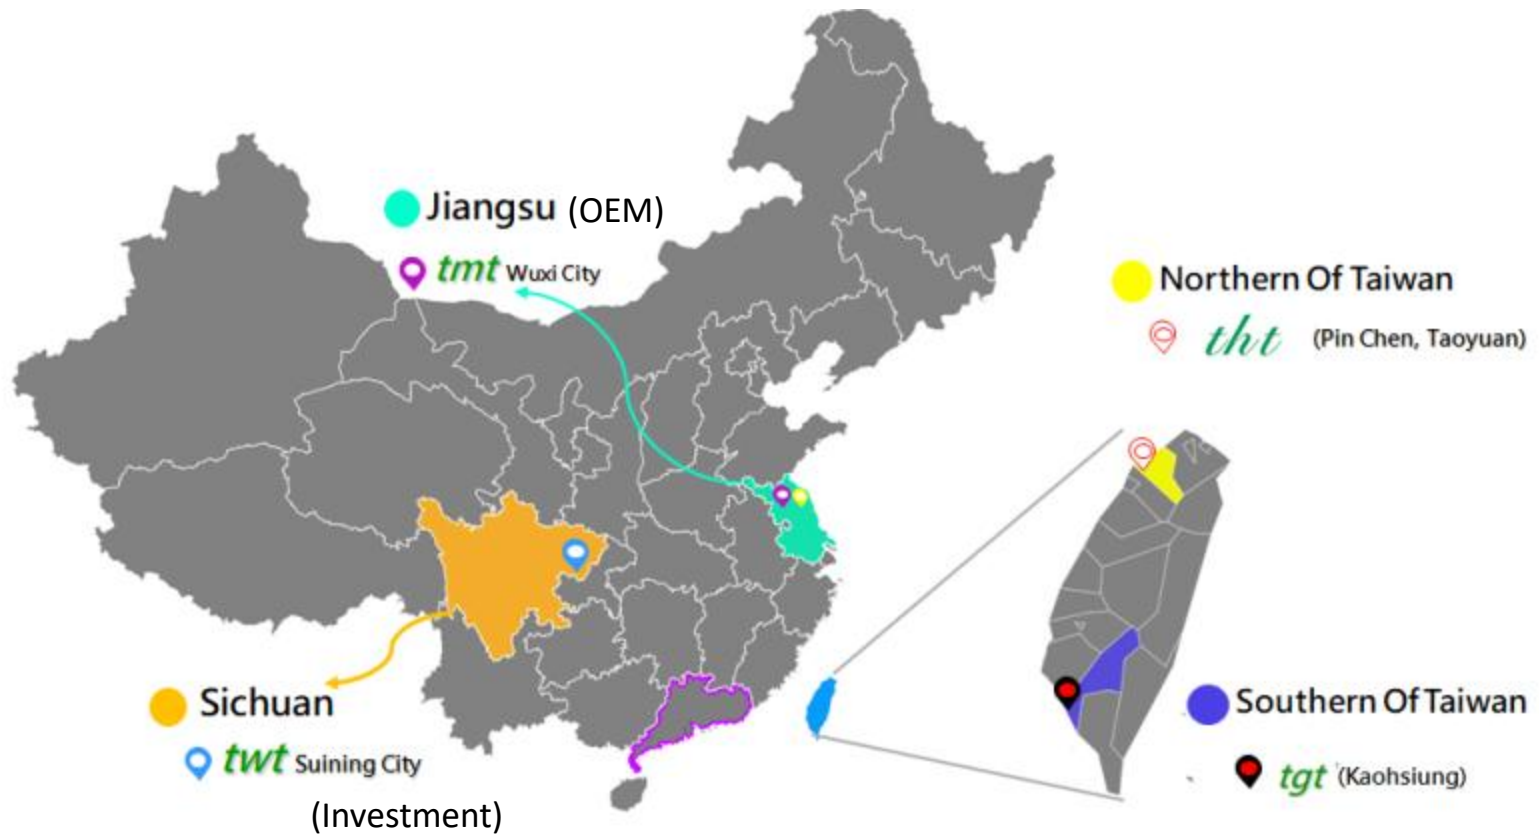 Jiangsu (OEM)
tmt Wuxi City
Northern Of Taiwan
tht (Pin Chen, Taoyuan)
Sichuan
twt Suining City
(Investment)
Southern Of Taiwan
tgt (Kaohsiung)